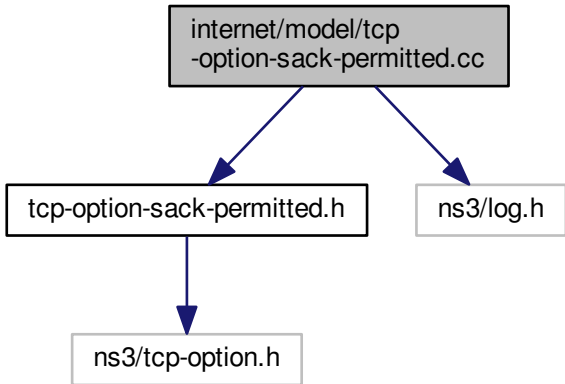 internet/model/tcp
-option-sack-permitted.cc
tcp-option-sack-permitted.h
ns3/log.h
ns3/tcp-option.h